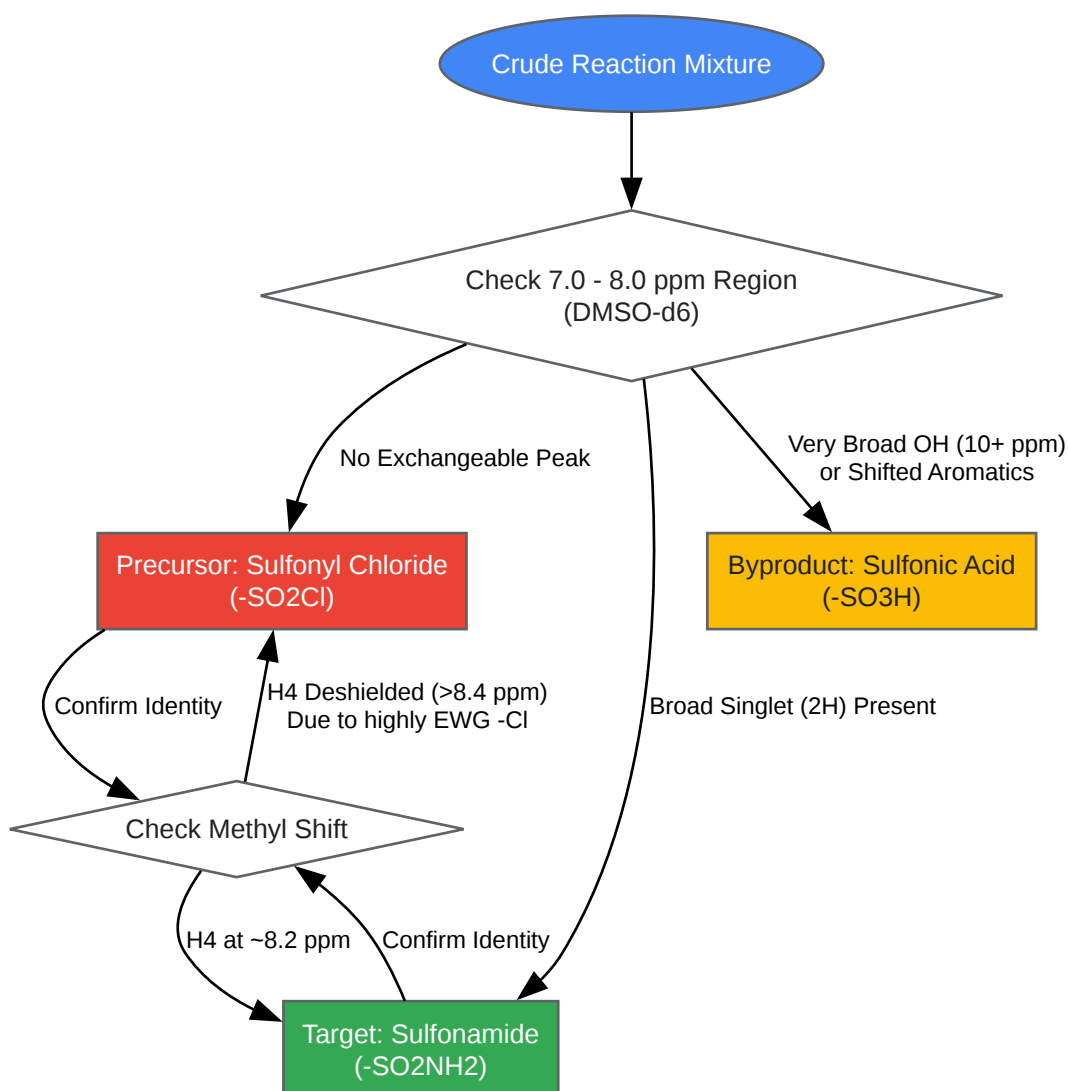 Crude Reaction Mixture
Check 7.0 - 8.0 ppm Region
(DMSO-d6)
No Exchangeable Peak
Very Broad OH (10+ ppm)
or Shifted Aromatics
Precursor: Sulfonyl Chloride
(-SO2Cl)
Byproduct: Sulfonic Acid
(-SO3H)
Confirm Identity
H4 Deshielded (>8.4 ppm)
Due to highly EWG -Cl
Broad Singlet (2H) Present
Check Methyl Shift
H4 at ~8.2 ppm
Confirm Identity
Target: Sulfonamide
(-SO2NH2)